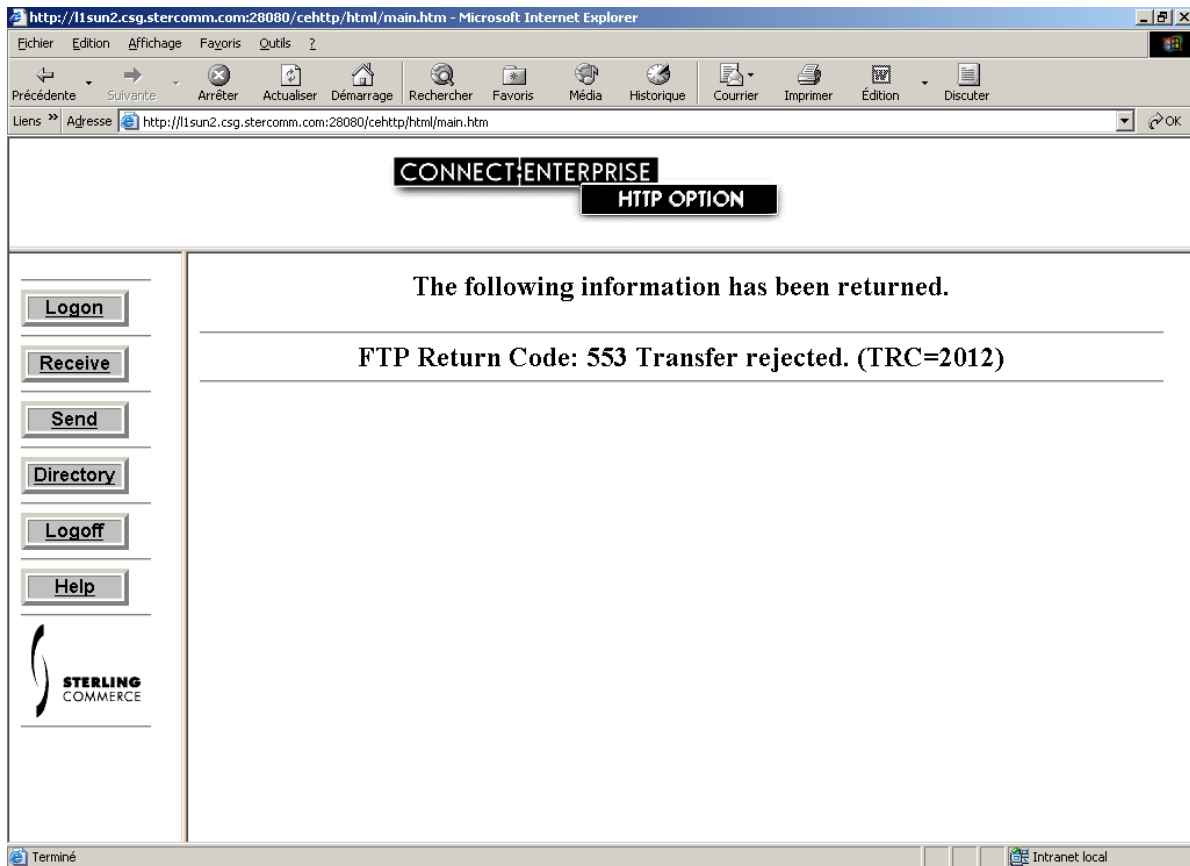 http://l1sun2.csg.stercomm.com:28080/cehttp/html/main.htm - Microsoft Internet Explorer
Fichier Edition Affichage Favoris Outils ?
Précédente Suivante Arrêter Actualiser Démarrage Rechercher Favoris Média Historique Courrier Imprimer Édition Discuter
Liens » Adresse http://l1sun2.csg.stercomm.com:28080/cehttp/html/main.htm OK
CONNECT:ENTERPRISE
HTTP OPTION
Logon
Receive
Send
Directory
Logoff
Help
STERLING
COMMERCE
The following information has been returned.
FTP Return Code: 553 Transfer rejected. (TRC=2012)
Terminé Intranet local